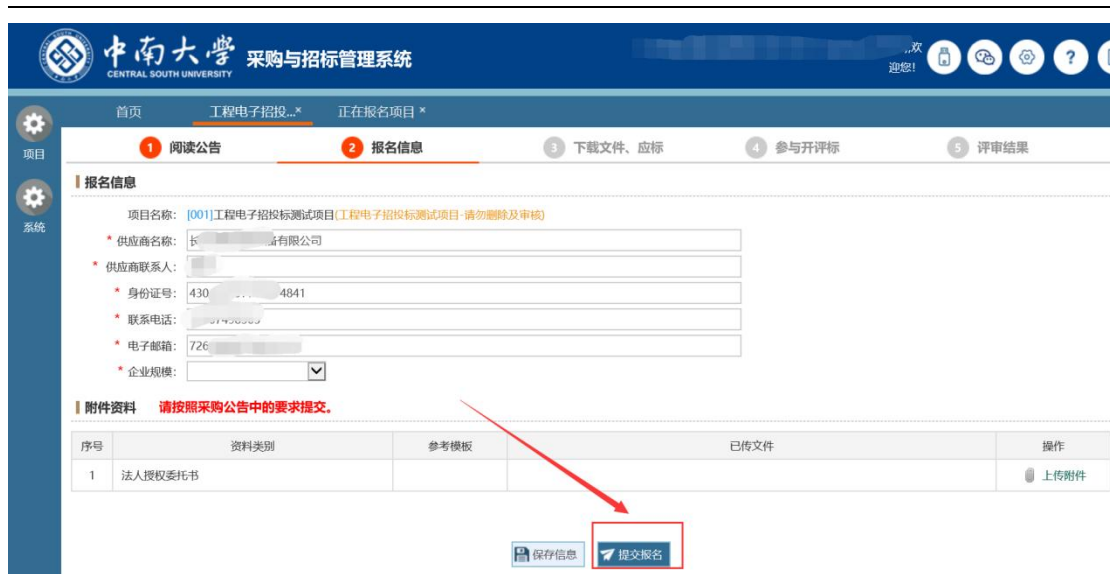 中南大学
CENTRAL SOUTH UNIVERSITY
采购与招标管理系统
,,欢
迎您!
?
首页
工程电子招投...×
正在报名项目 ×
项目
系统
1 阅读公告
2 报名信息
3 下载文件、应标
4 参与开评标
5 评审结果
报名信息
项目名称: [001]工程电子招投标测试项目(工程电子招投标测试项目-请勿删除及审核)
* 供应商名称: 长 备有限公司
* 供应商联系人:
* 身份证号: 430 4841
* 联系电话:
* 电子邮箱: 726
* 企业规模:
附件资料 请按照采购公告中的要求提交。
序号 资料类别 参考模板 已传文件 操作
1 法人授权委托书 上传附件
保存信息 提交报名